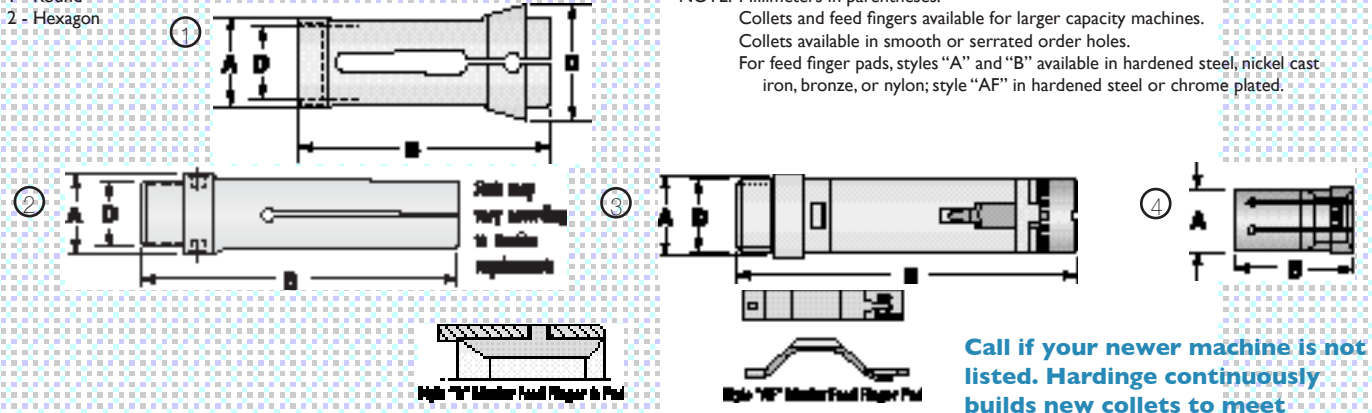 2 - Hexagon
NOTE: Millimeters in parentheses.
Collets and feed fingers available for larger capacity machines.
Collets available in smooth or serrated order holes.
For feed finger pads, styles “A” and “B” available in hardened steel, nickel cast
iron, bronze, or nylon; style “AF” in hardened steel or chrome plated.
1
A D
2
A D
B
3
A D
4
A
B
Call if your newer machine is not
listed. Hardinge continuously
builds new collets to meet